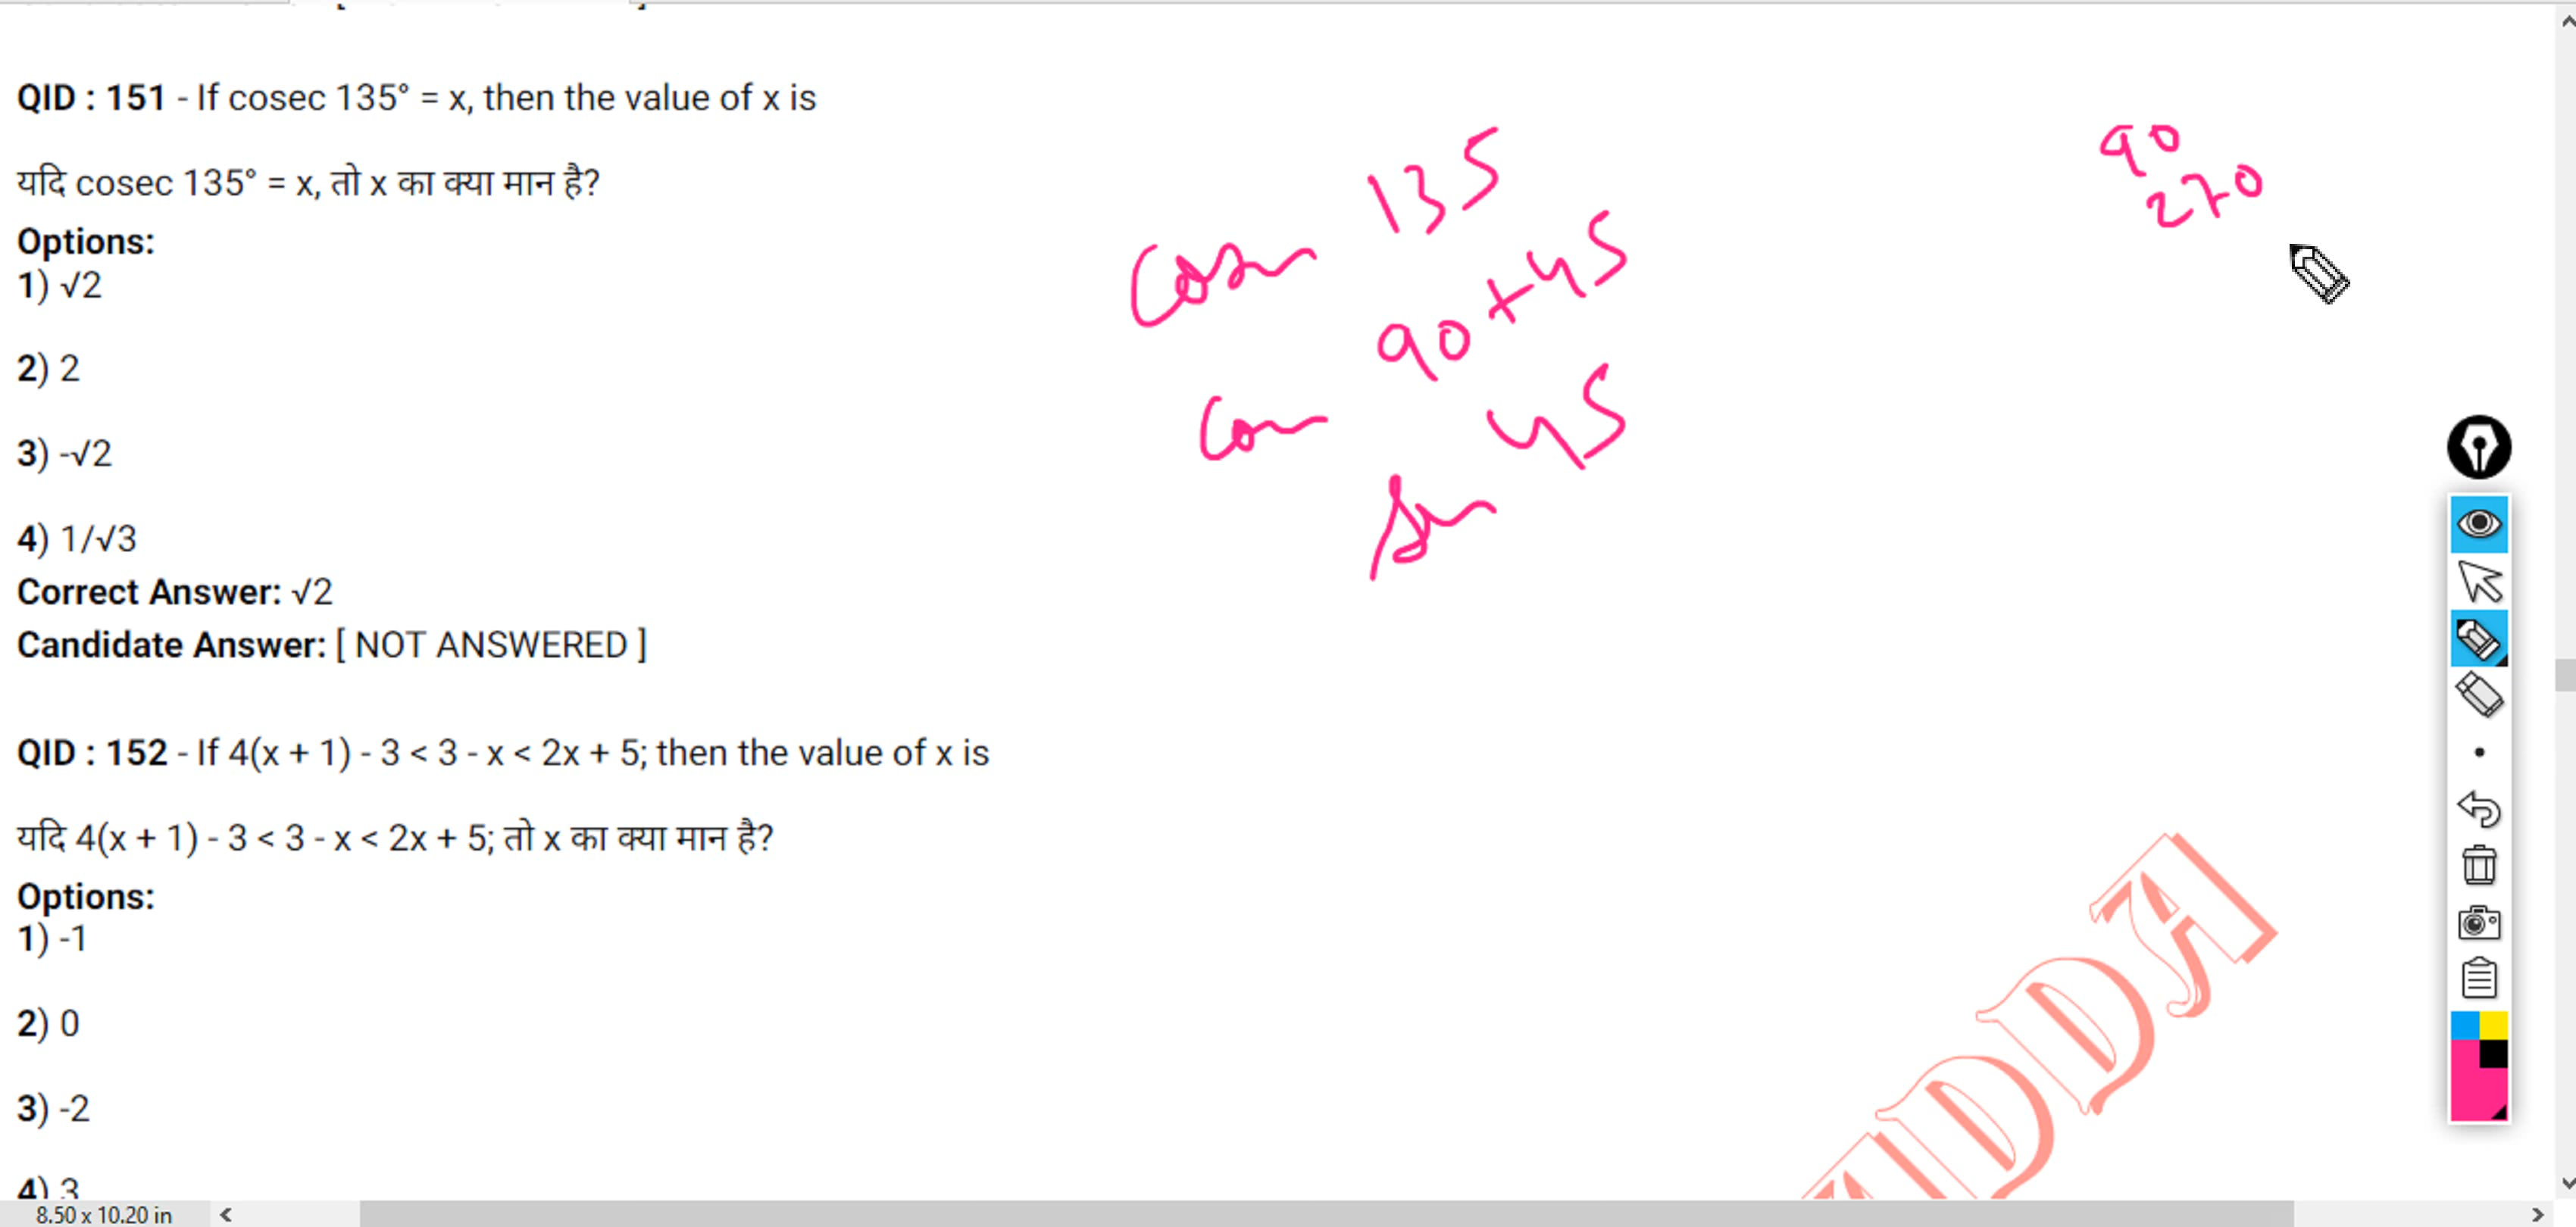 QID : 151 - If cosec 135° = x, then the value of x is
यदि cosec 135° = x, तो x का क्या मान है?
Options:
1) √2
2) 2
3) -√2
4) 1/√3
Correct Answer: √2
Candidate Answer: [ NOT ANSWERED ]
135
90 + 45
45
90
270
QID : 152 - If 4(x + 1) - 3 < 3 - x < 2x + 5; then the value of x is
यदि 4(x + 1) - 3 < 3 - x < 2x + 5; तो x का क्या मान है?
Options:
1) -1
2) 0
3) -2
4) 3
DDA
8.50 x 10.20 in